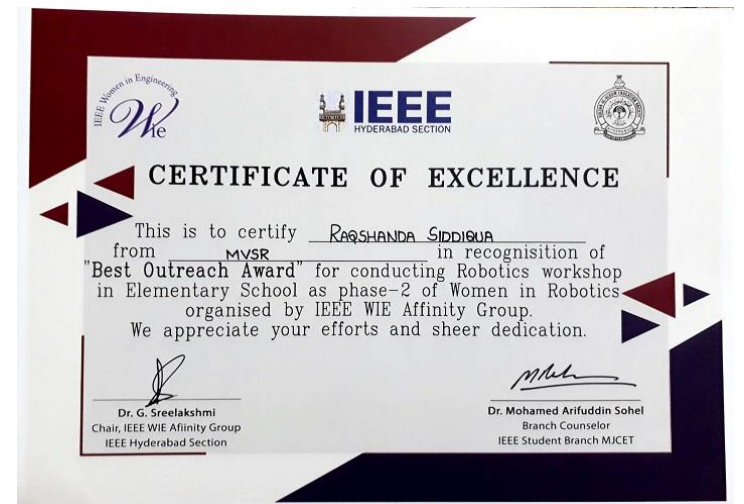 IEEE Women in Engineering
Wie
IEEE
HYDERABAD SECTION
CERTIFICATE OF EXCELLENCE
This is to certify RAQSHANDA SIDDIQUA
from MVSR in recognisition of
"Best Outreach Award" for conducting Robotics workshop
in Elementary School as phase-2 of Women in Robotics
organised by IEEE WIE Affinity Group.
We appreciate your efforts and sheer dedication.
Dr. G. Sreelakshmi
Chair, IEEE WIE Afiinity Group
IEEE Hyderabad Section
Dr. Mohamed Arifuddin Sohel
Branch Counselor
IEEE Student Branch MJCET